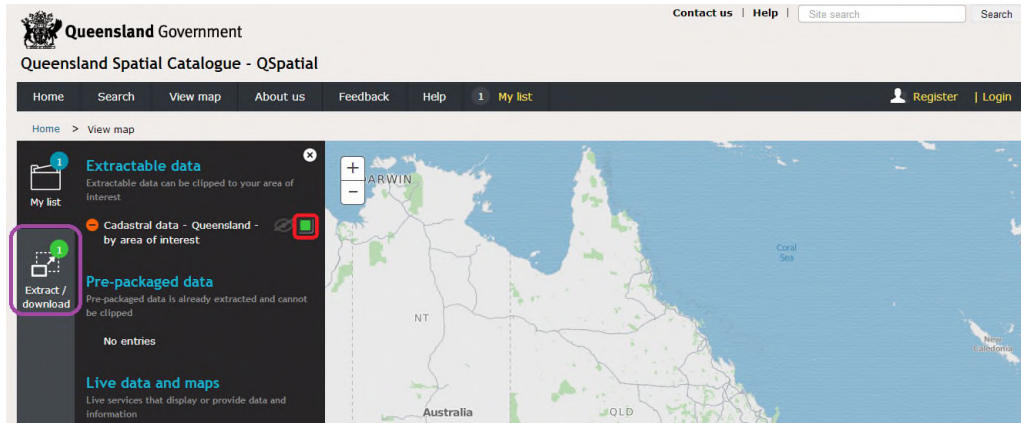 Contact us | Help | Site search Search
Queensland Government
Queensland Spatial Catalogue - QSpatial
Home Search View map About us Feedback Help 1 My list Register | Login
Home > View map
1
My list
Extractable data
Extractable data can be clipped to your area of
interest
Cadastral data - Queensland -
by area of interest
1
Extract /
download
Pre-packaged data
Pre-packaged data is already extracted and cannot
be clipped
No entries
Live data and maps
Live services that display or provide data and
information
+
−
DARWIN
Coral
Sea
NT
New
Caledonia
Australia
QLD